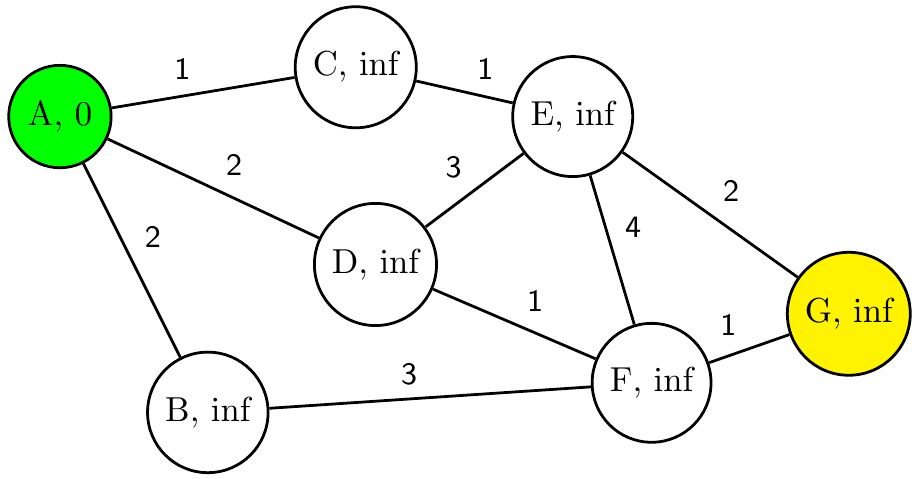 C, inf
1
1
A, 0
E, inf
2
3
2
2
4
D, inf
1
G, inf
1
3
F, inf
B, inf